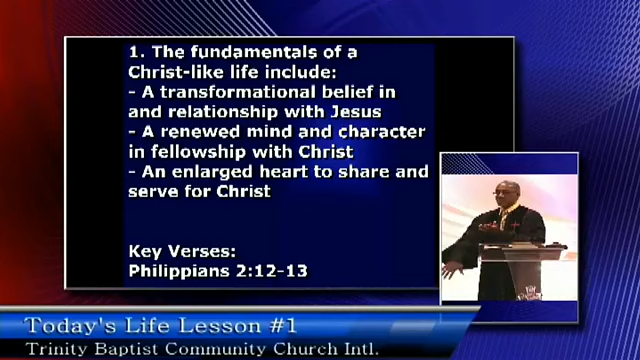 1. The fundamentals of a
Christ-like life include:
- A transformational belief in
and relationship with Jesus
- A renewed mind and character
in fellowship with Christ
- An enlarged heart to share and
serve for Christ
Key Verses:
Philippians 2:12-13
Today's Life Lesson #1
Trinity Baptist Community Church Intl.